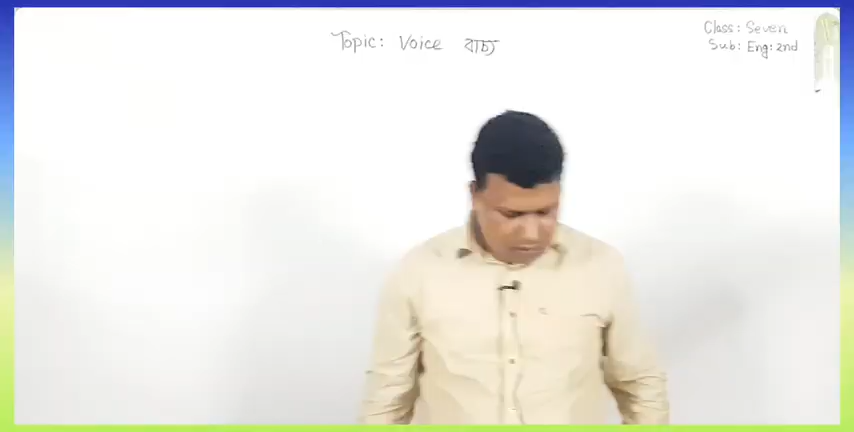 Topic: Voice বাচ্য
Class: Seven
Sub: Eng: 2nd